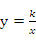 y = k/x